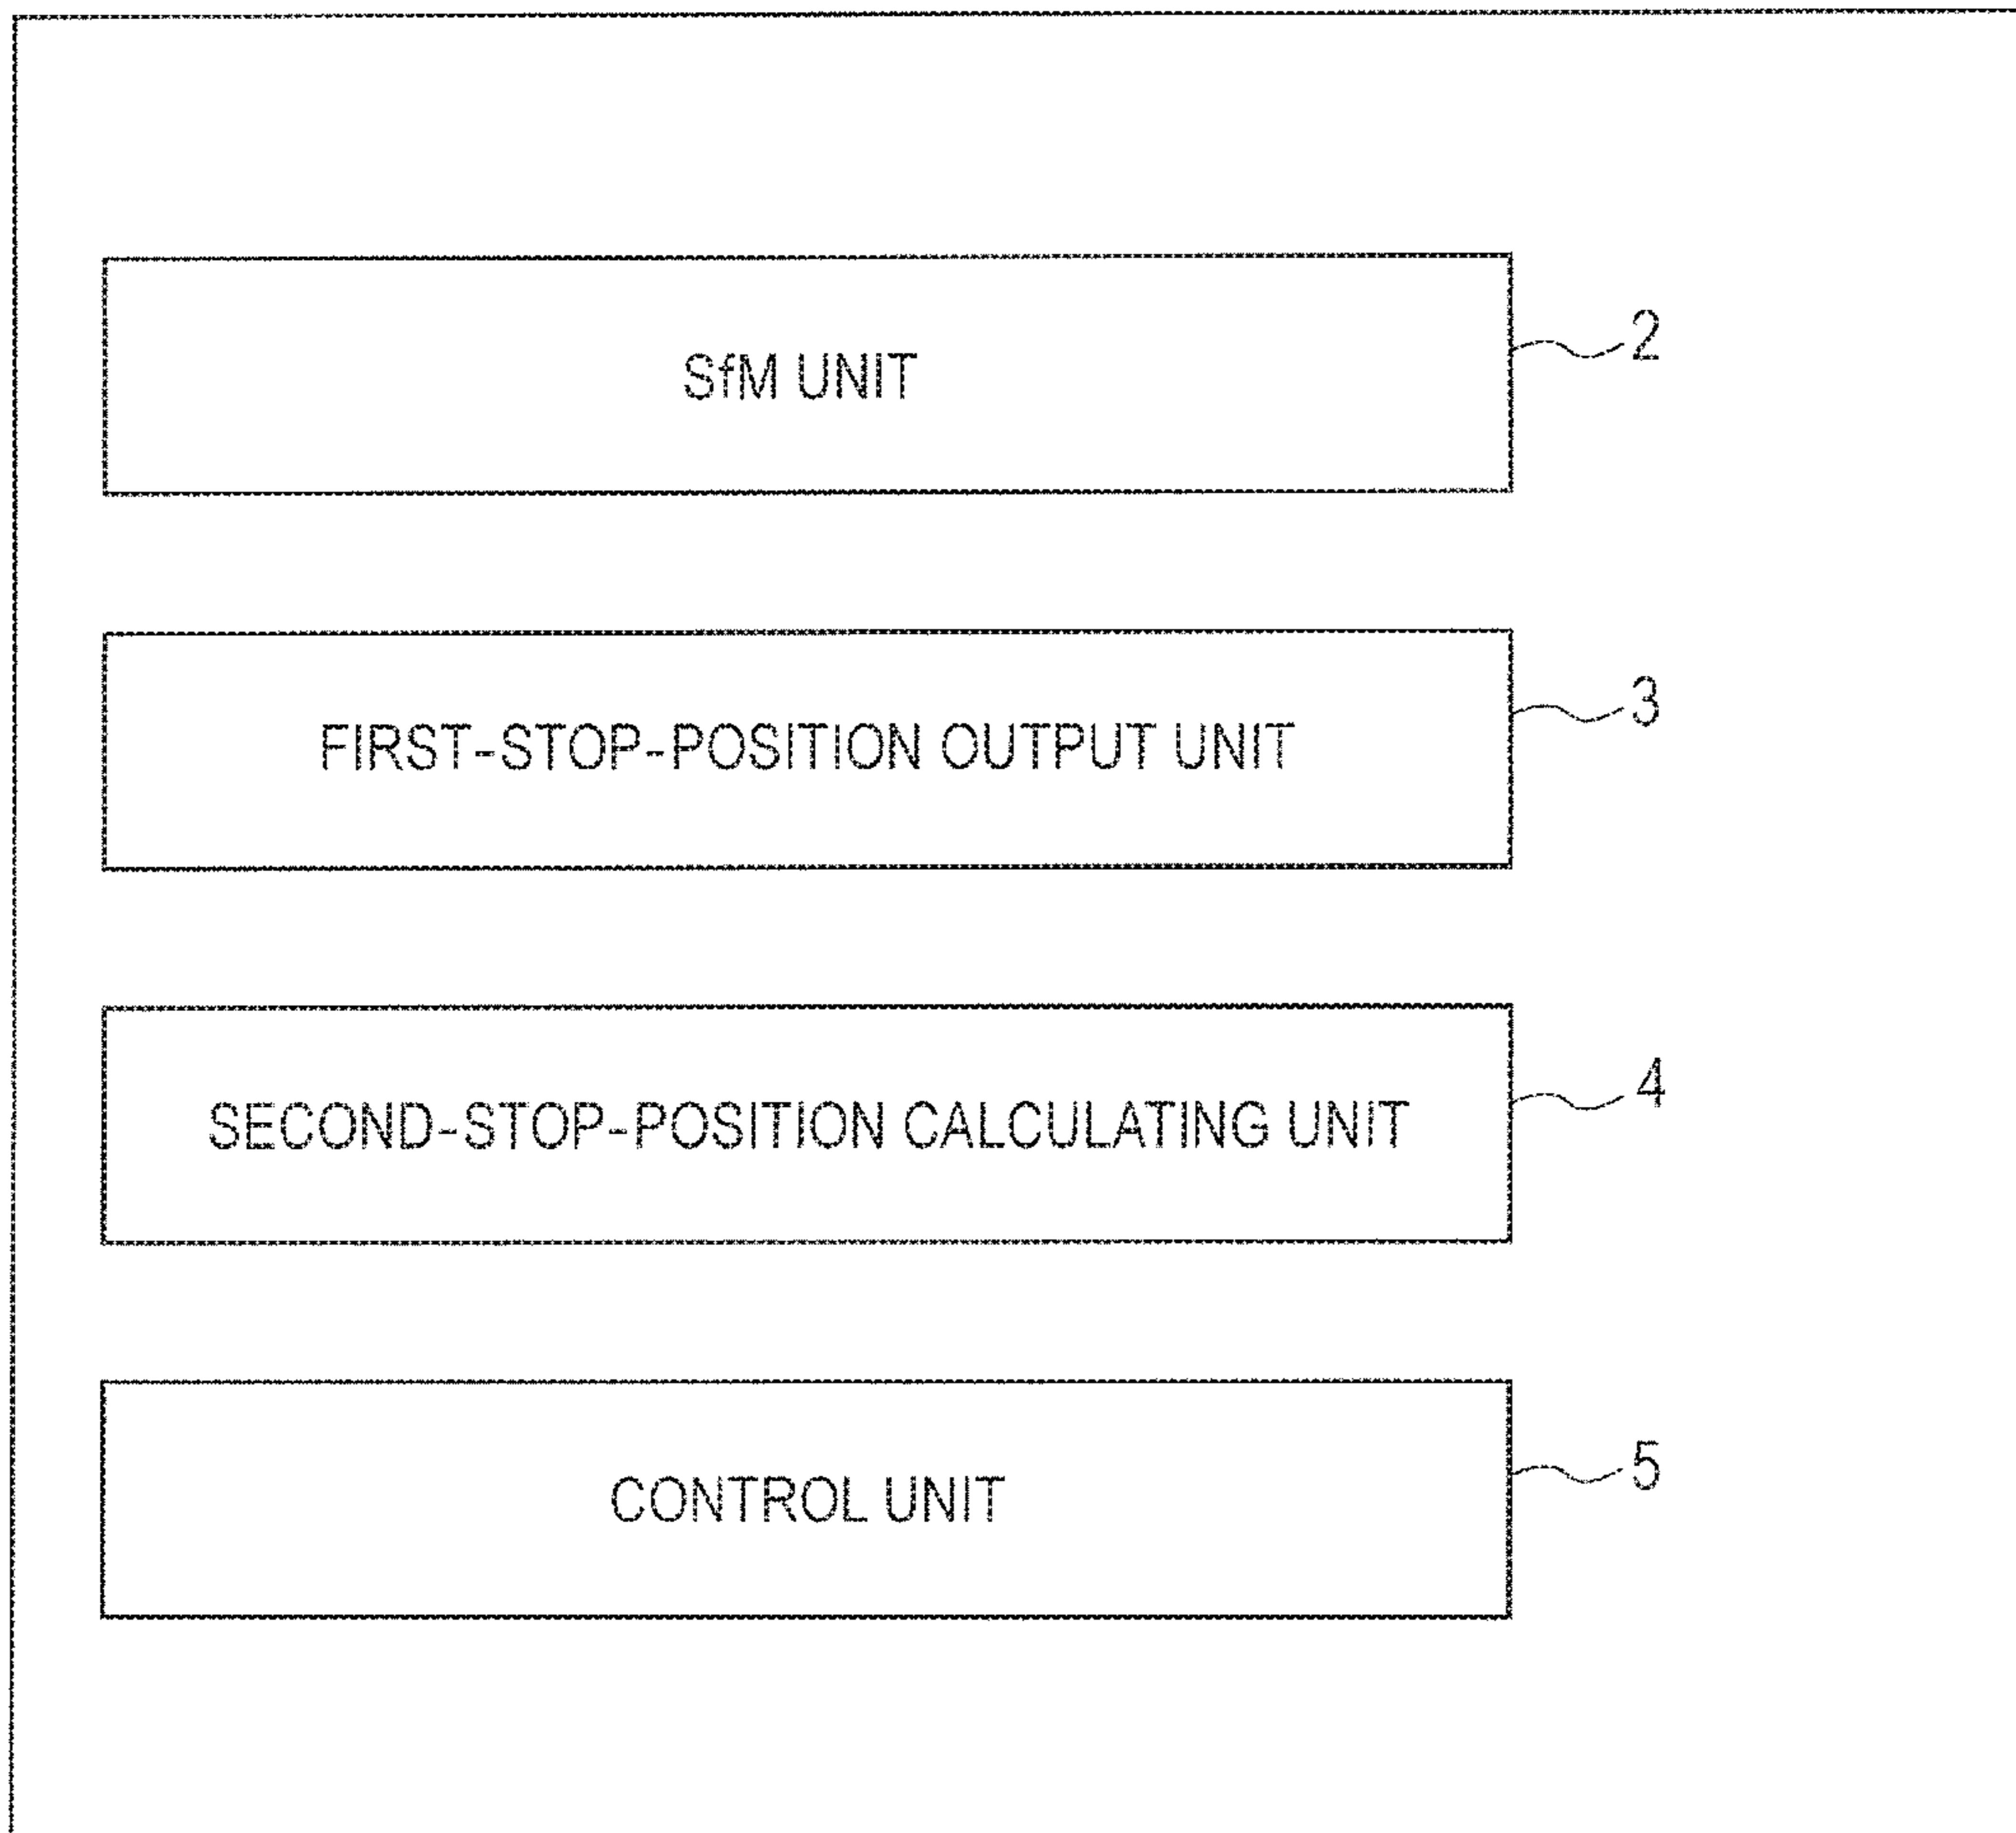 SfM UNIT
2
FIRST-STOP-POSITION OUTPUT UNIT
3
SECOND-STOP-POSITION CALCULATING UNIT
4
CONTROL UNIT
5